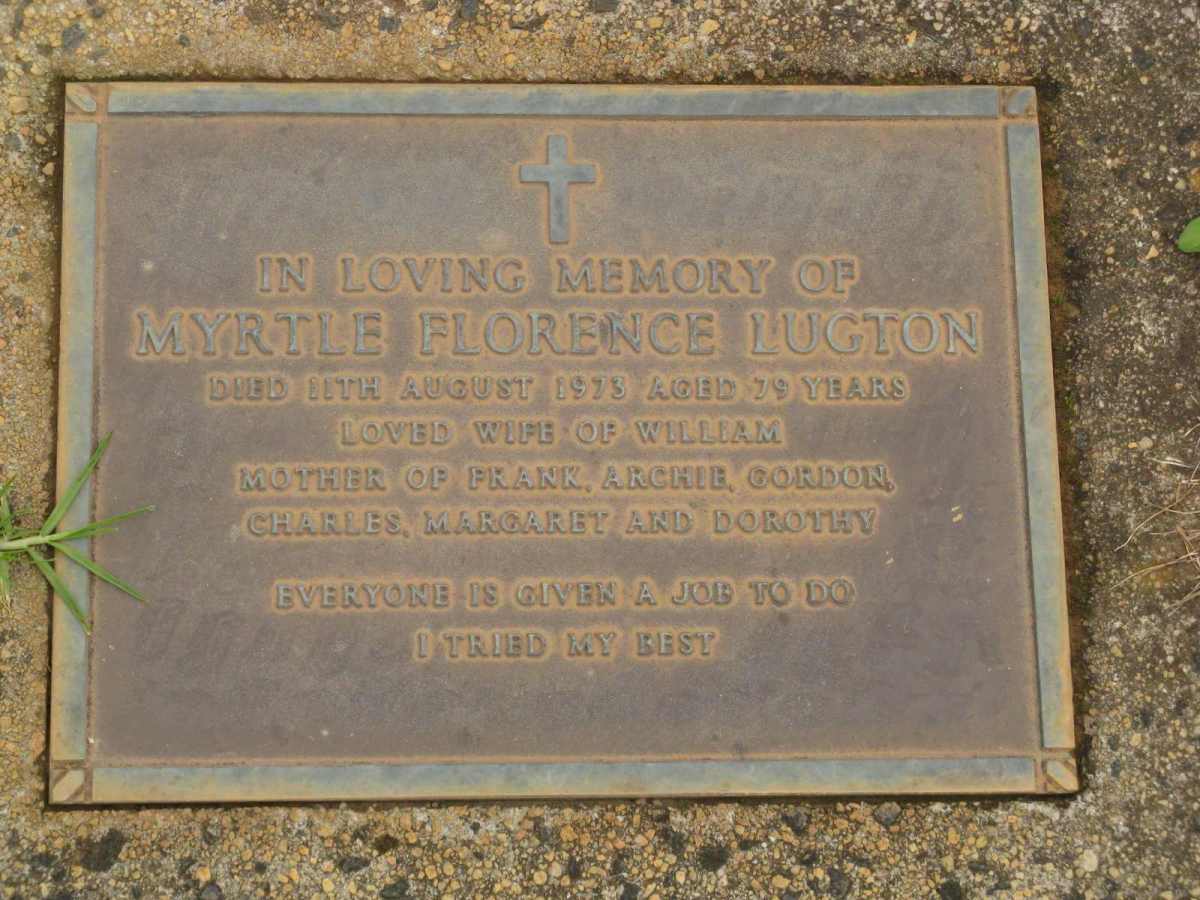 IN LOVING MEMORY OF
MYRTLE FLORENCE LUGTON
DIED 11TH AUGUST 1973 AGED 79 YEARS
LOVED WIFE OF WILLIAM
MOTHER OF FRANK, ARCHIE, GORDON,
CHARLES, MARGARET AND DOROTHY
EVERYONE IS GIVEN A JOB TO DO
I TRIED MY BEST